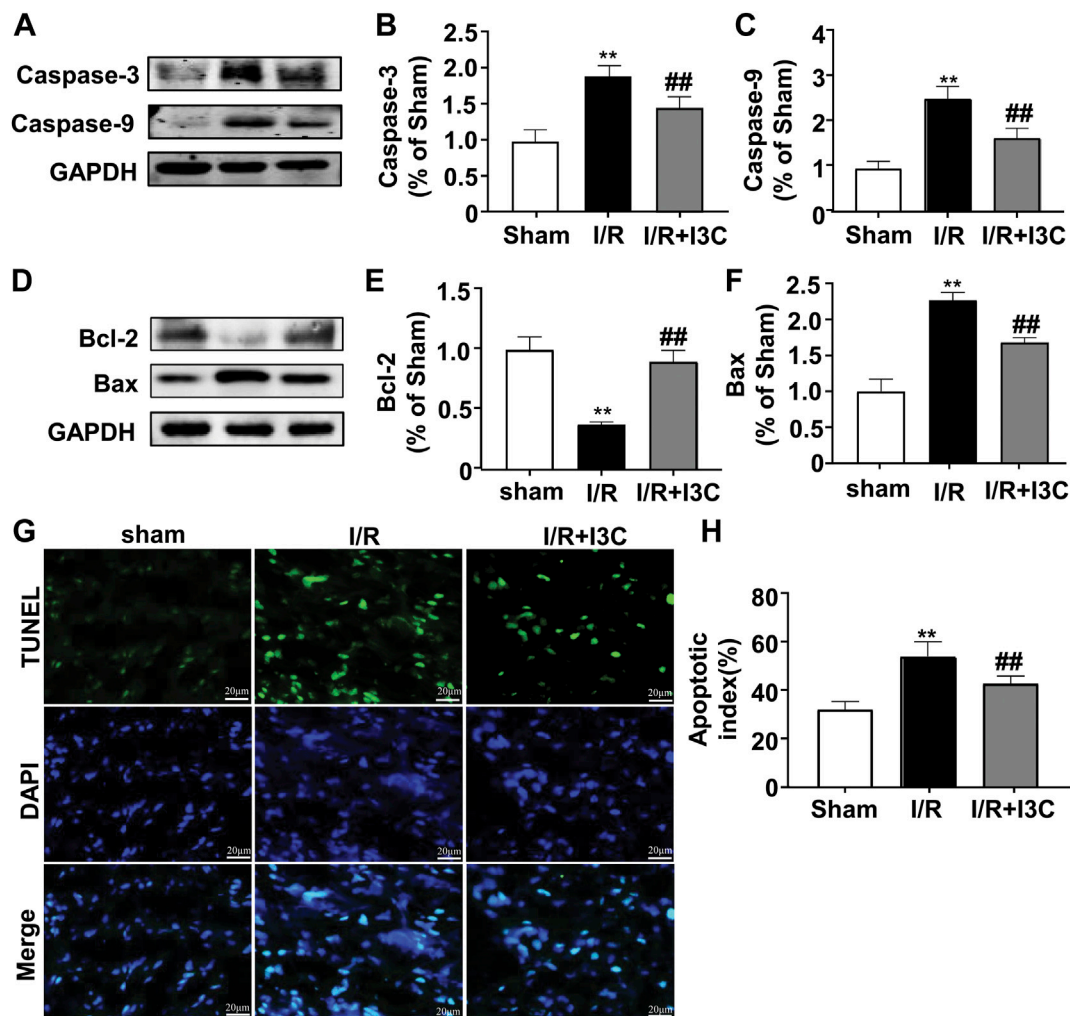 A
Caspase-3
Caspase-9
GAPDH
B
Caspase-3
(% of Sham)
2.5
2.0
1.5
1.0
0.5
0
**
##
Sham I/R I/R+I3C
C
Caspase-9
(% of Sham)
4
3
2
1
0
**
##
Sham I/R I/R+I3C
D
Bcl-2
Bax
GAPDH
E
Bcl-2
(% of Sham)
1.5
1.0
0.5
0
**
##
sham I/R I/R+I3C
F
Bax
(% of Sham)
2.5
2.0
1.5
1.0
0.5
0
**
##
sham I/R I/R+I3C
G
sham I/R I/R+I3C
TUNEL
20μm 20μm 20μm
DAPI
20μm 20μm 20μm
Merge
20μm 20μm 20μm
H
Apoptotic
index(%)
80
60
40
20
0
**
##
Sham I/R I/R+I3C